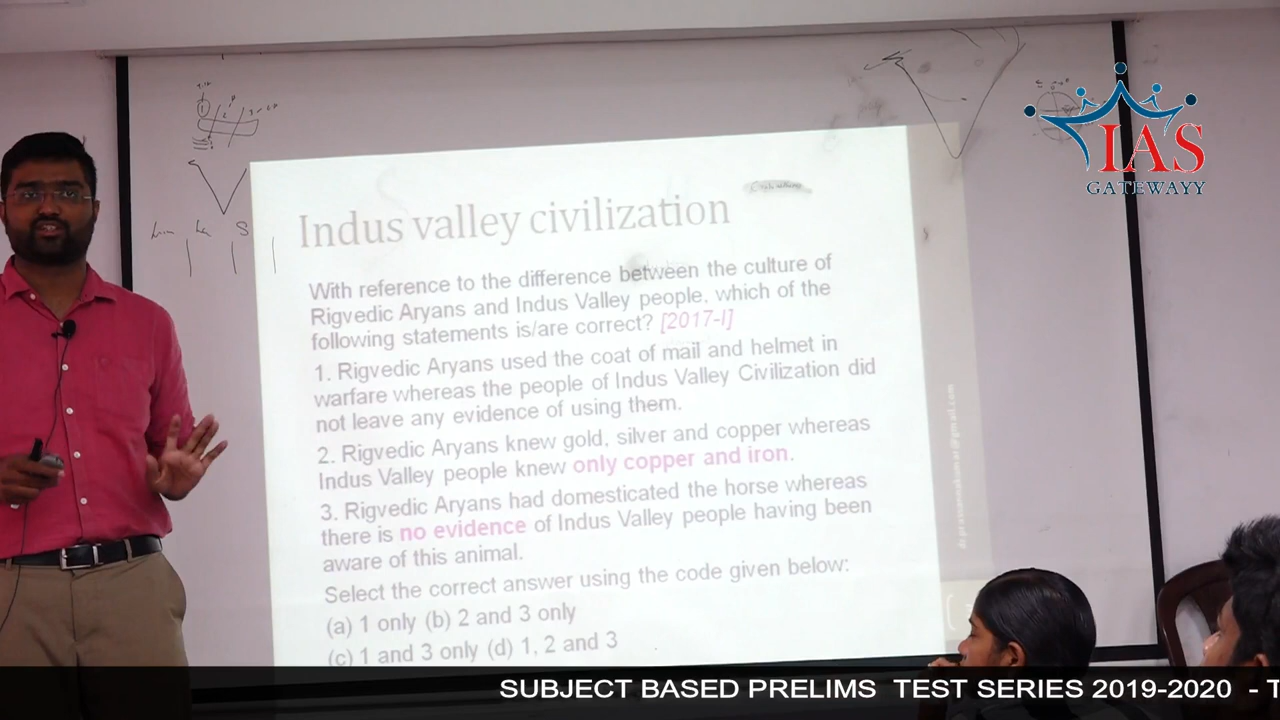 IAS
GATEWAYY
Indus valley civilization
With reference to the difference between the culture of
Rigvedic Aryans and Indus Valley people, which of the
following statements is/are correct? [2017-I]
1. Rigvedic Aryans used the coat of mail and helmet in
warfare whereas the people of Indus Valley Civilization did
not leave any evidence of using them.
2. Rigvedic Aryans knew gold, silver and copper whereas
Indus Valley people knew only copper and iron.
3. Rigvedic Aryans had domesticated the horse whereas
there is no evidence of Indus Valley people having been
aware of this animal.
Select the correct answer using the code given below:
(a) 1 only (b) 2 and 3 only
(c) 1 and 3 only (d) 1, 2 and 3
SUBJECT BASED PRELIMS TEST SERIES 2019-2020 - T